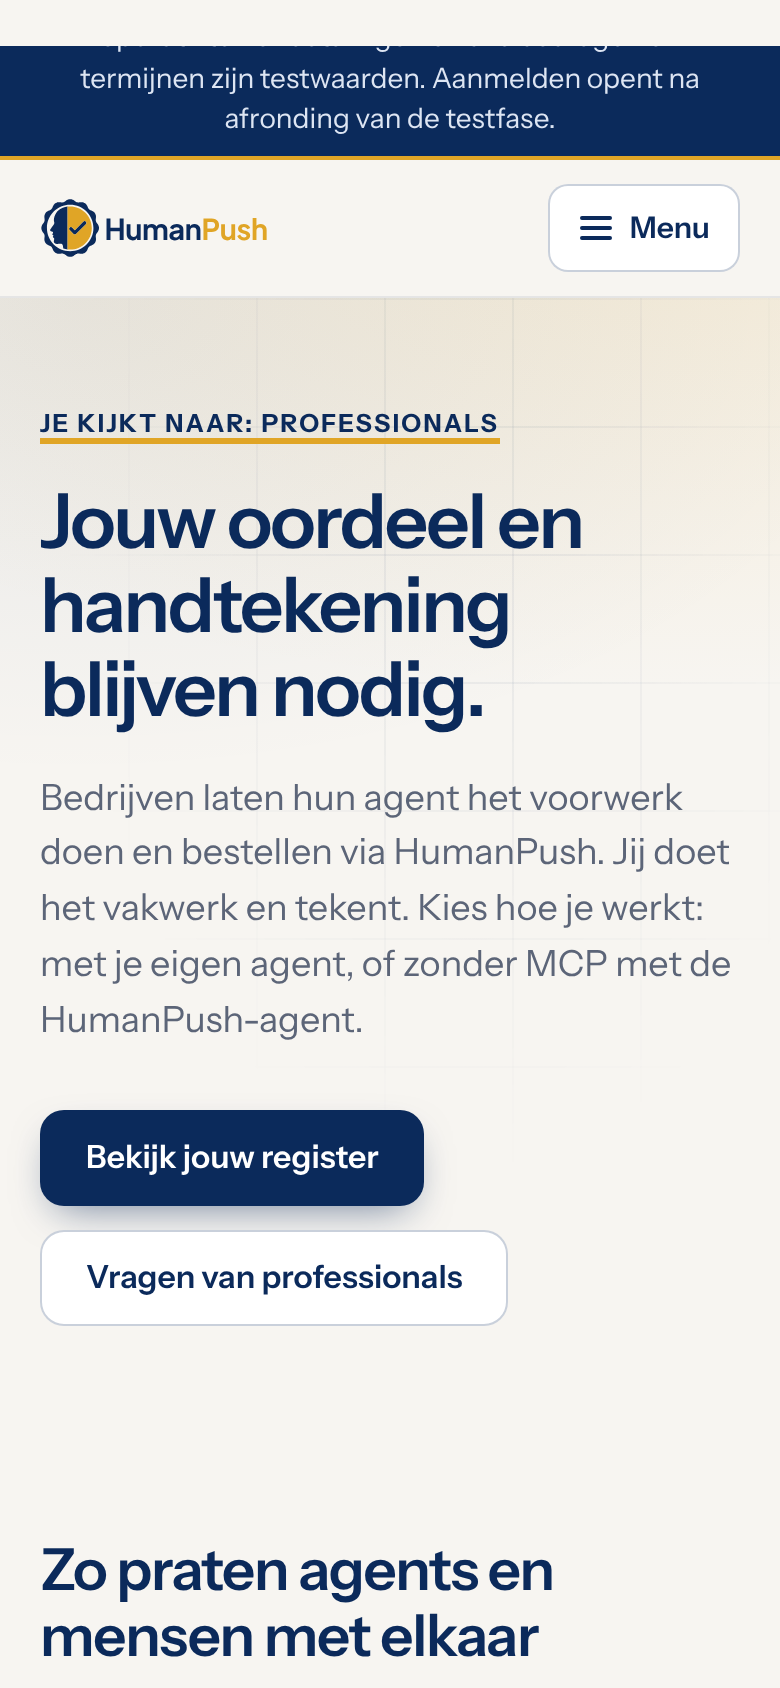 termijnen zijn testwaarden. Aanmelden opent na
afronding van de testfase.
HumanPush
Menu
JE KIJKT NAAR: PROFESSIONALS
Jouw oordeel en
handtekening
blijven nodig.
Bedrijven laten hun agent het voorwerk
doen en bestellen via HumanPush. Jij doet
het vakwerk en tekent. Kies hoe je werkt:
met je eigen agent, of zonder MCP met de
HumanPush-agent.
Bekijk jouw register
Vragen van professionals
Zo praten agents en
mensen met elkaar